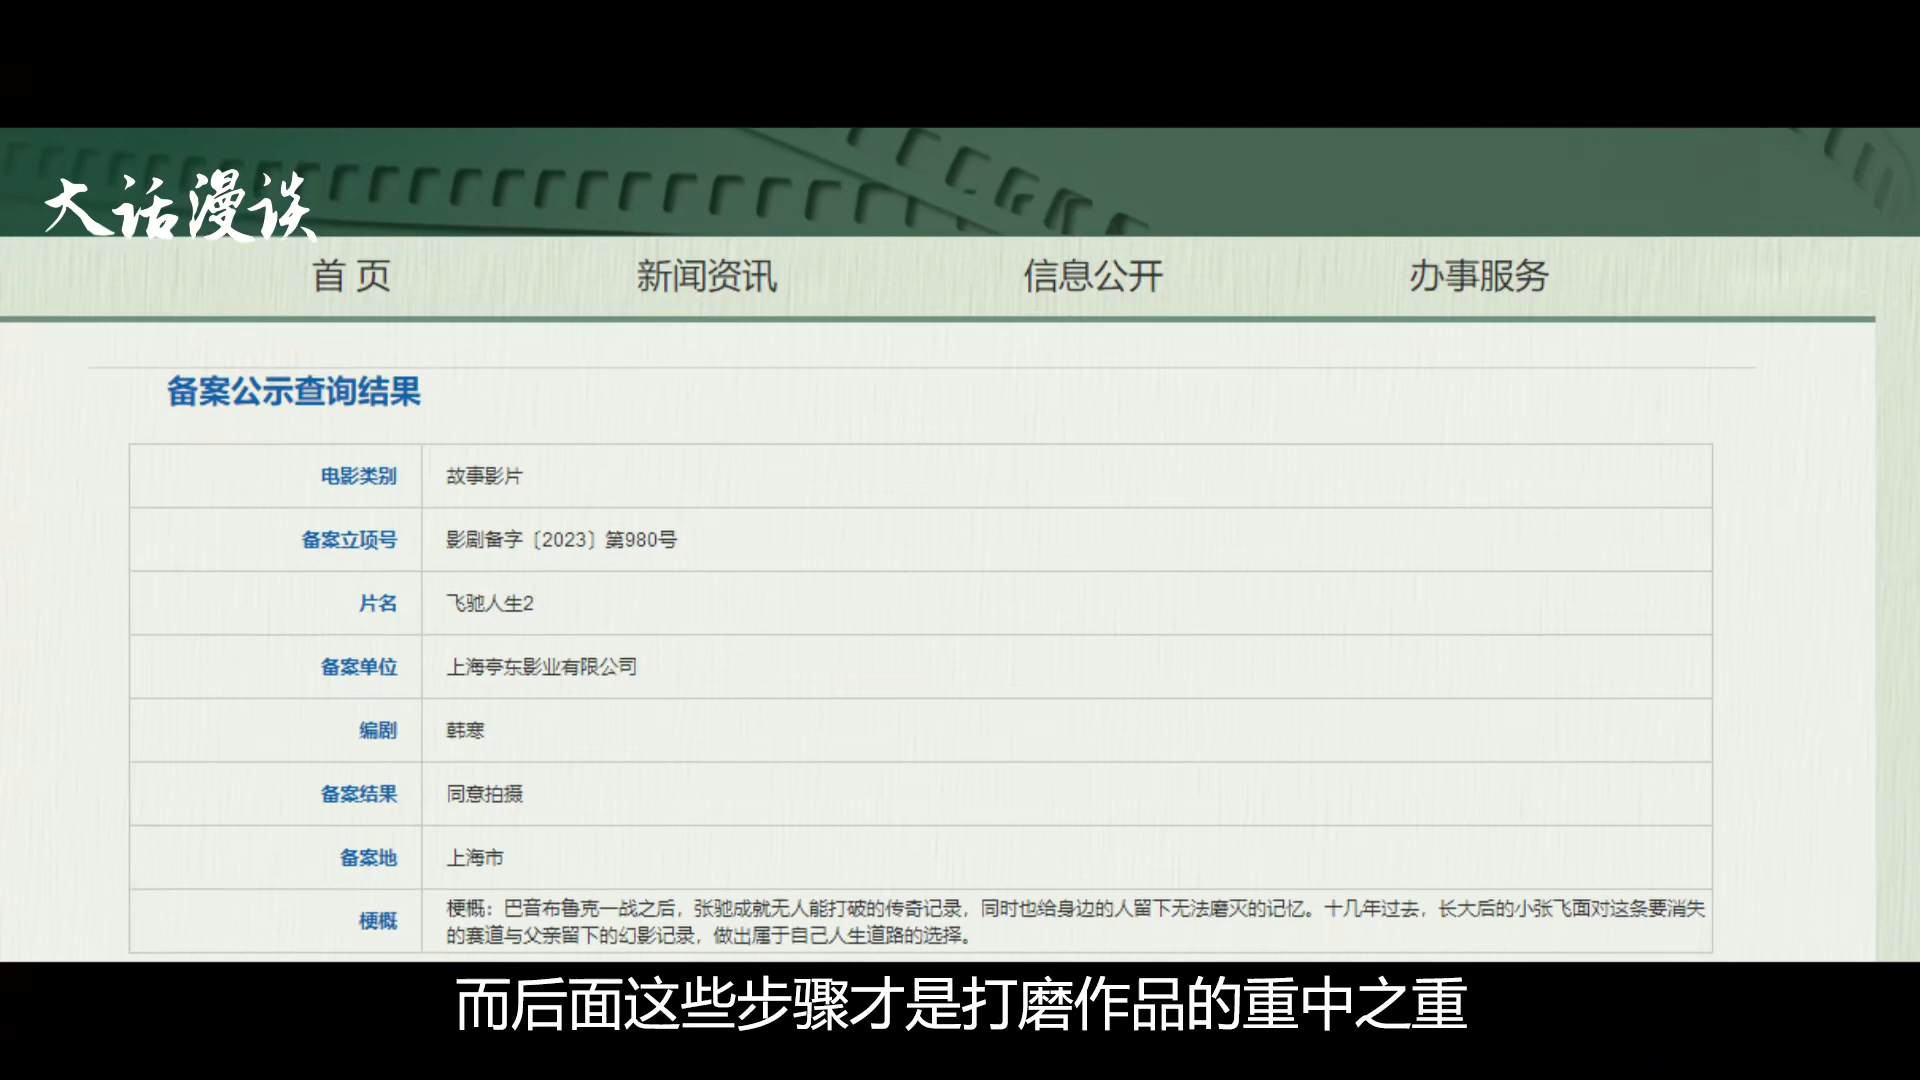 大话漫谈
首页 新闻资讯 信息公开 办事服务
备案公示查询结果
电影类别 故事影片
备案立项号 影剧备字〔2023〕第980号
片名 飞驰人生2
备案单位 上海亭东影业有限公司
编剧 韩寒
备案结果 同意拍摄
备案地 上海市
梗概 梗概：巴音布鲁克一战之后，张驰成就无人能打破的传奇记录，同时也给身边的人留下无法磨灭的记忆。十几年过去，长大后的小张飞面对这条要消失
的赛道与父亲留下的幻影记录，做出属于自己人生道路的选择。
而后面这些步骤才是打磨作品的重中之重